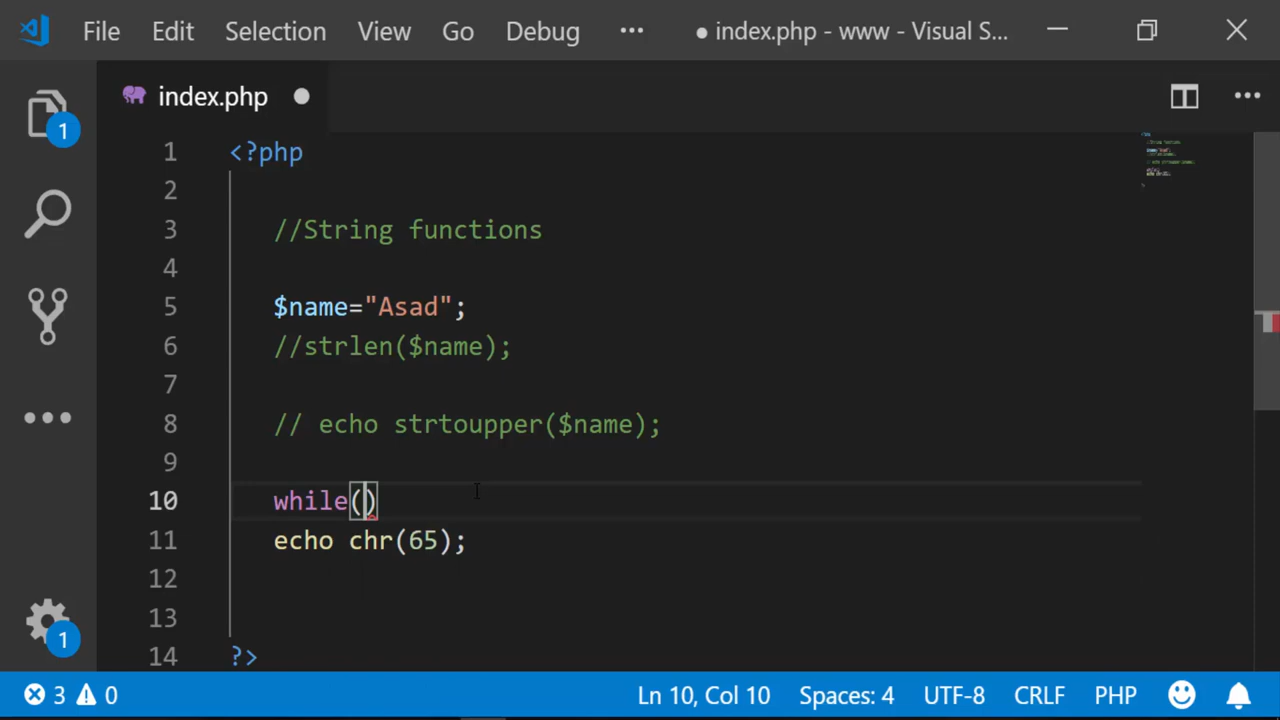 File Edit Selection View Go Debug ··· ● index.php - www - Visual S...
index.php ●
1
1 <?php
2
3 //String functions
4
5 $name="Asad";
6 //strlen($name);
7
8 // echo strtoupper($name);
9
10 while()
11 echo chr(65);
12
13
14 ?>
1
3 0 Ln 10, Col 10 Spaces: 4 UTF-8 CRLF PHP